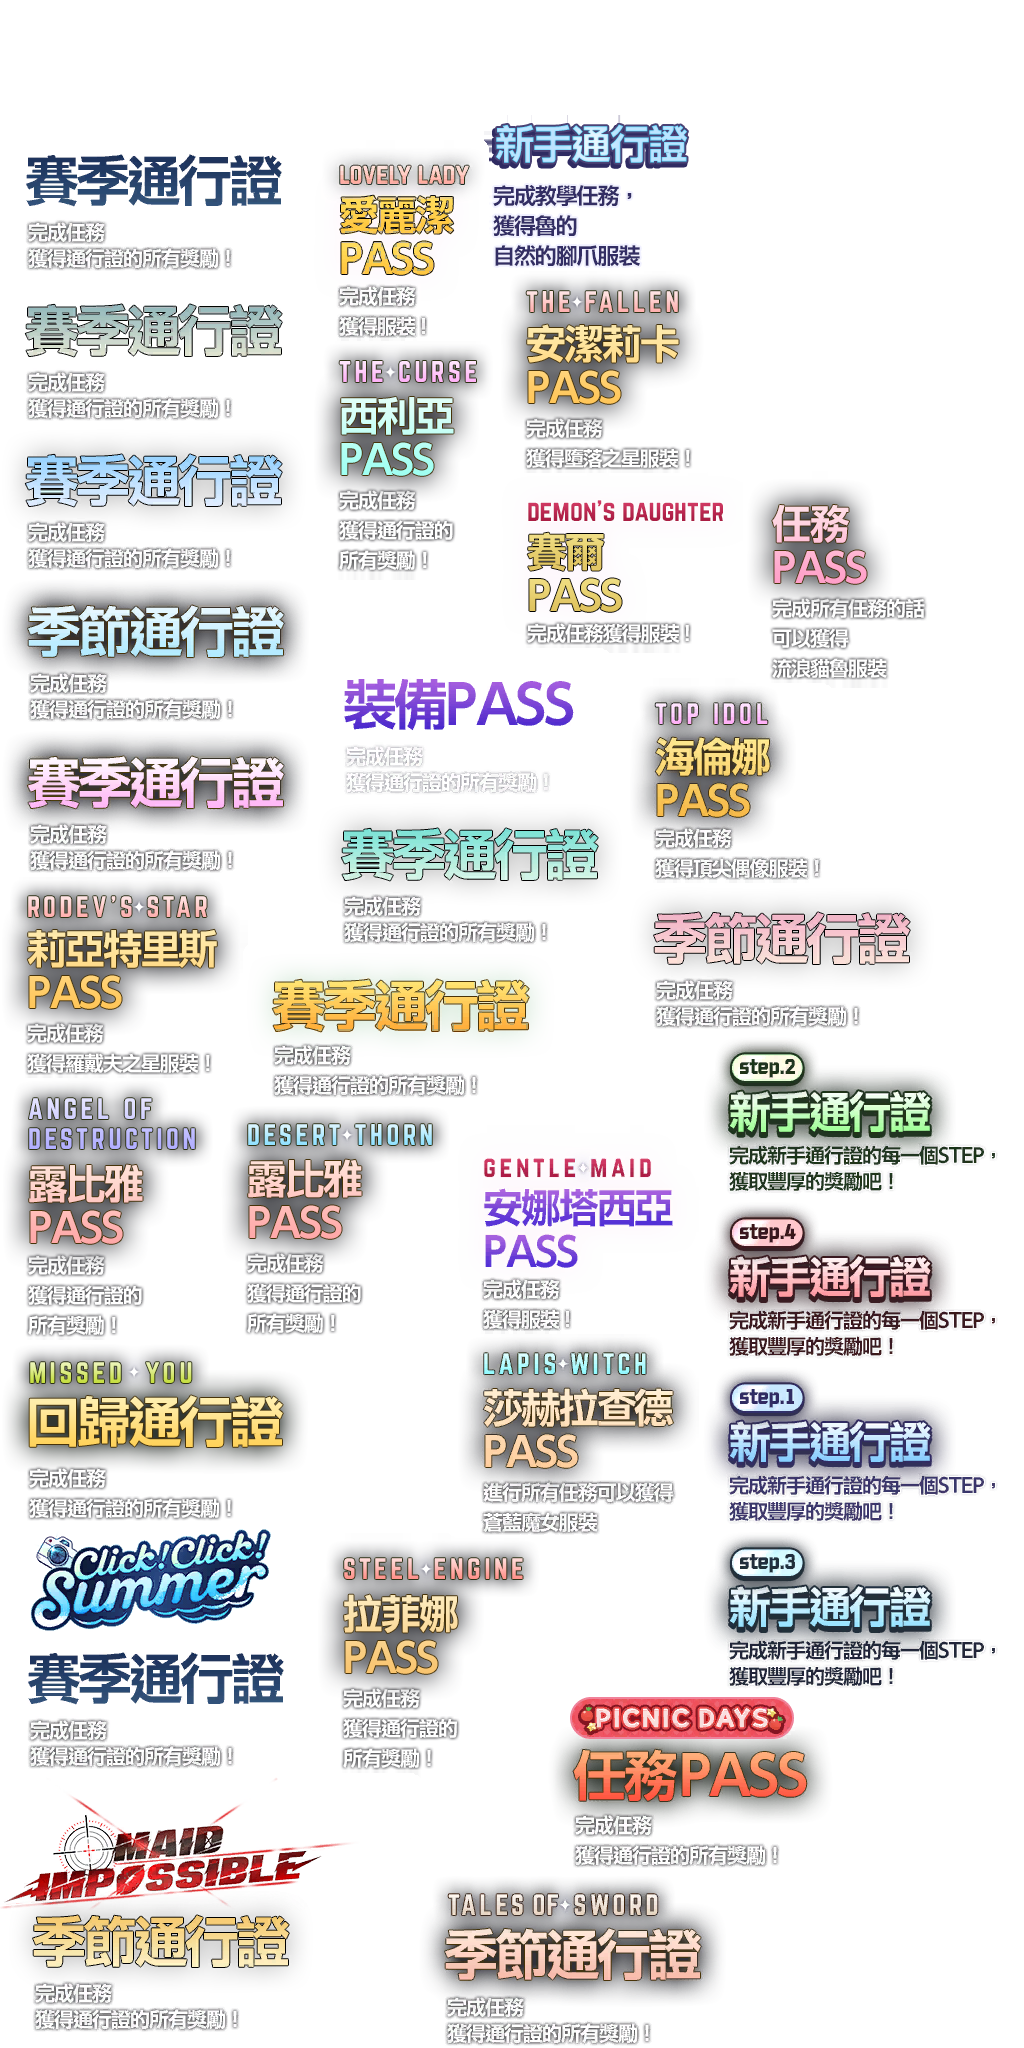 賽季通行證
完成任務
獲得通行證的所有獎勵！
賽季通行證
完成任務
獲得通行證的所有獎勵！
賽季通行證
完成任務
獲得通行證的所有獎勵！
季節通行證
完成任務
獲得通行證的所有獎勵！
賽季通行證
完成任務
獲得通行證的所有獎勵！
RODEV'S STAR
莉亞特里斯
PASS
完成任務
獲得羅戴夫之星服裝！
ANGEL OF
DESTRUCTION
露比雅
PASS
完成任務
獲得通行證的
所有獎勵！
MISSED YOU
回歸通行證
完成任務
獲得通行證的所有獎勵！
Click!Click!
Summer
賽季通行證
完成任務
獲得通行證的所有獎勵！
MAID
IMPOSSIBLE
季節通行證
完成任務
獲得通行證的所有獎勵！
LOVELY LADY
愛麗潔
PASS
完成任務
獲得服裝！
THE CURSE
西利亞
PASS
完成任務
獲得通行證的
所有獎勵！
裝備PASS
完成任務
獲得通行證的所有獎勵！
賽季通行證
完成任務
獲得通行證的所有獎勵！
賽季通行證
完成任務
獲得通行證的所有獎勵！
DESERT THORN
露比雅
PASS
完成任務
獲得通行證的
所有獎勵！
新手通行證
完成教學任務，
獲得魯的
自然的腳爪服裝
THE FALLEN
安潔莉卡
PASS
完成任務
獲得墮落之星服裝！
DEMON'S DAUGHTER
賽爾
PASS
完成任務獲得服裝！
任務
PASS
完成所有任務的話
可以獲得
流浪貓魯服裝
TOP IDOL
海倫娜
PASS
完成任務
獲得頂尖偶像服裝！
季節通行證
完成任務
獲得通行證的所有獎勵！
GENTLE MAID
安娜塔西亞
PASS
完成任務
獲得服裝！
LAPIS WITCH
莎赫拉查德
PASS
進行所有任務可以獲得
蒼藍魔女服裝
STEEL ENGINE
拉菲娜
PASS
完成任務
獲得通行證的
所有獎勵！
step.2
新手通行證
完成新手通行證的每一個STEP，
獲取豐厚的獎勵吧！
step.4
新手通行證
完成新手通行證的每一個STEP，
獲取豐厚的獎勵吧！
step.1
新手通行證
完成新手通行證的每一個STEP，
獲取豐厚的獎勵吧！
step.3
新手通行證
完成新手通行證的每一個STEP，
獲取豐厚的獎勵吧！
PICNIC DAYS
任務PASS
完成任務
獲得通行證的所有獎勵！
TALES OF SWORD
季節通行證
完成任務
獲得通行證的所有獎勵！